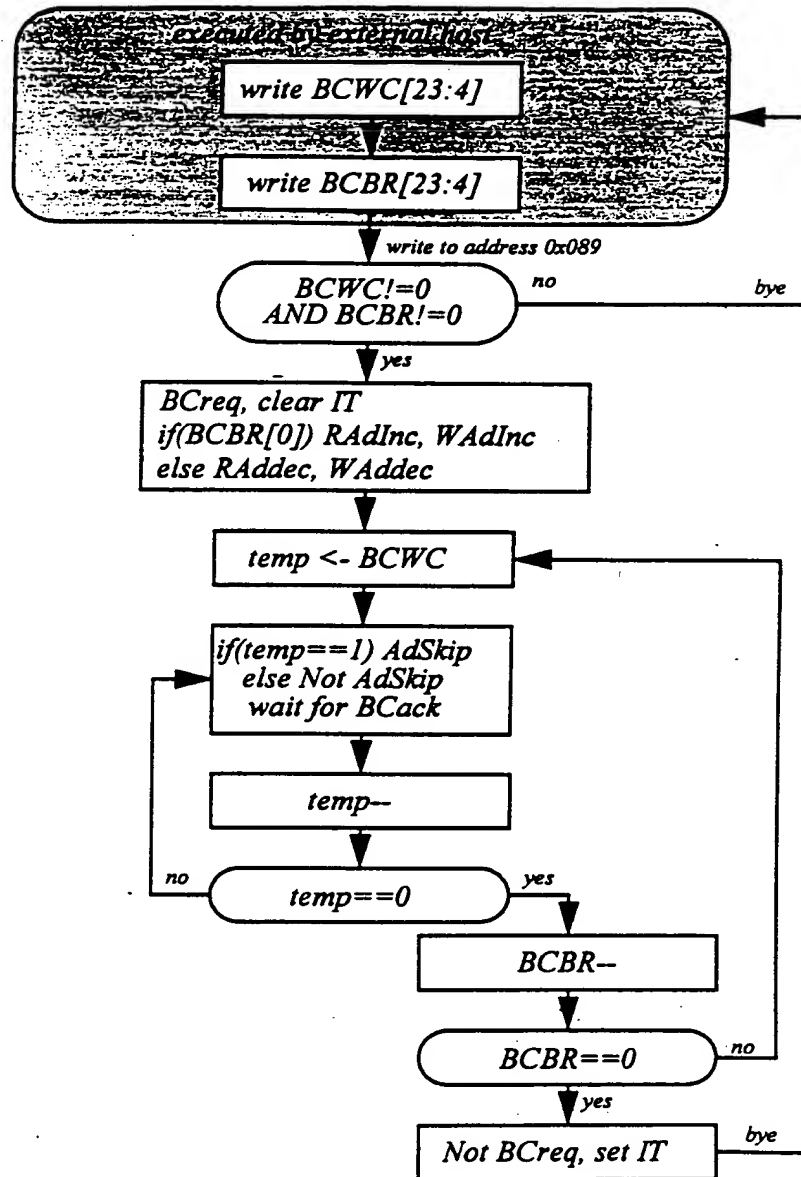 executed by external host
write BCWC[23:4]
write BCBR[23:4]
write to address 0x089
BCWC!=0
AND BCBR!=0
no
bye
yes
BCreq, clear IT
if(BCBR[0]) RAdInc, WAdInc
else RAddec, WAddec
temp <- BCWC
if(temp==1) AdSkip
else Not AdSkip
wait for BCack
temp--
no
temp==0
yes
BCBR--
BCBR==0
no
yes
Not BCreq, set IT
bye